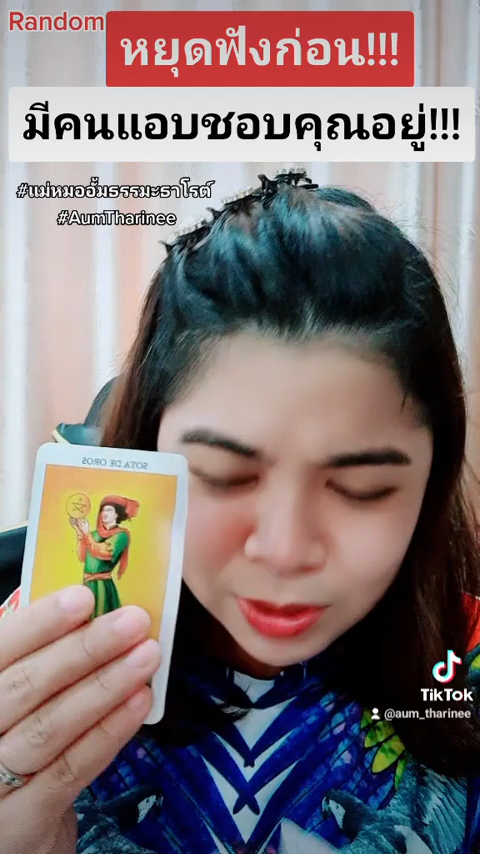 Random
หยุดฟังก่อน!!!
มีคนแอบชอบคุณอยู่!!!
#แม่หมออั้มธรรมะธาโรต์
#AumTharinee
SOTA DE OROS
TikTok
@aum_tharinee